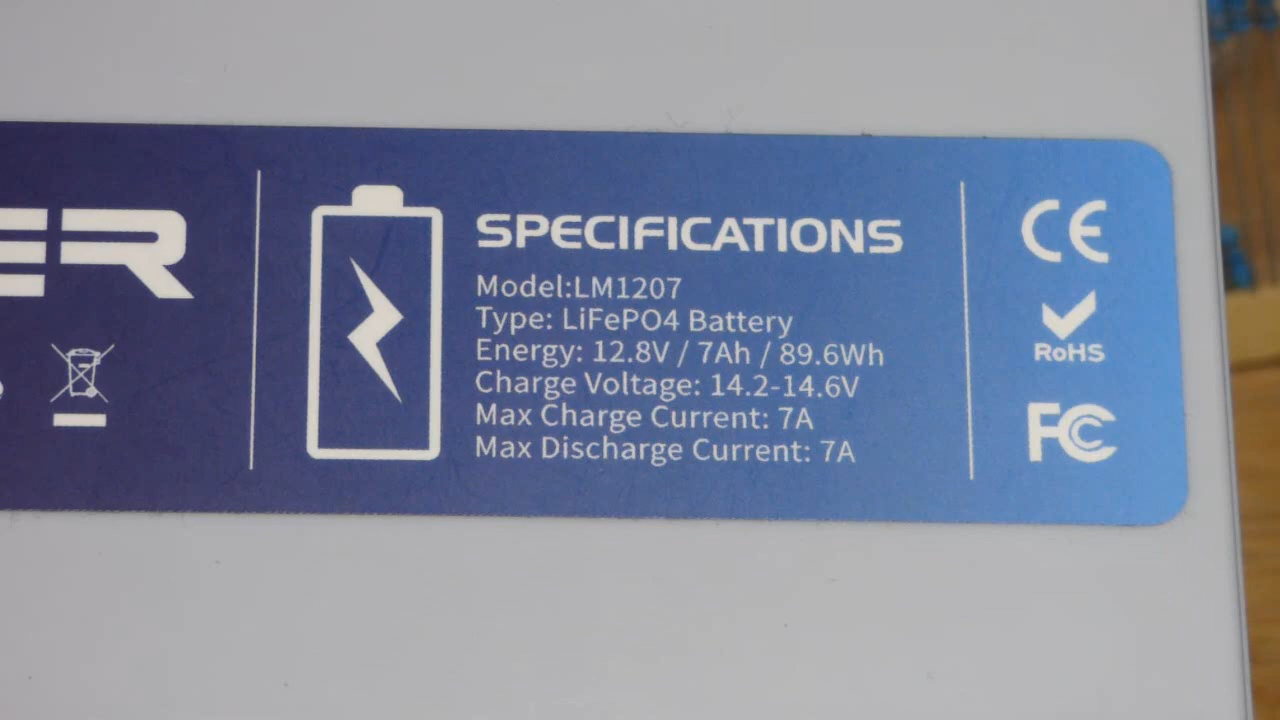 ER
SPECIFICATIONS
Model:LM1207
Type: LiFePO4 Battery
Energy: 12.8V / 7Ah / 89.6Wh
Charge Voltage: 14.2-14.6V
Max Charge Current: 7A
Max Discharge Current: 7A
CE
RoHS
FC